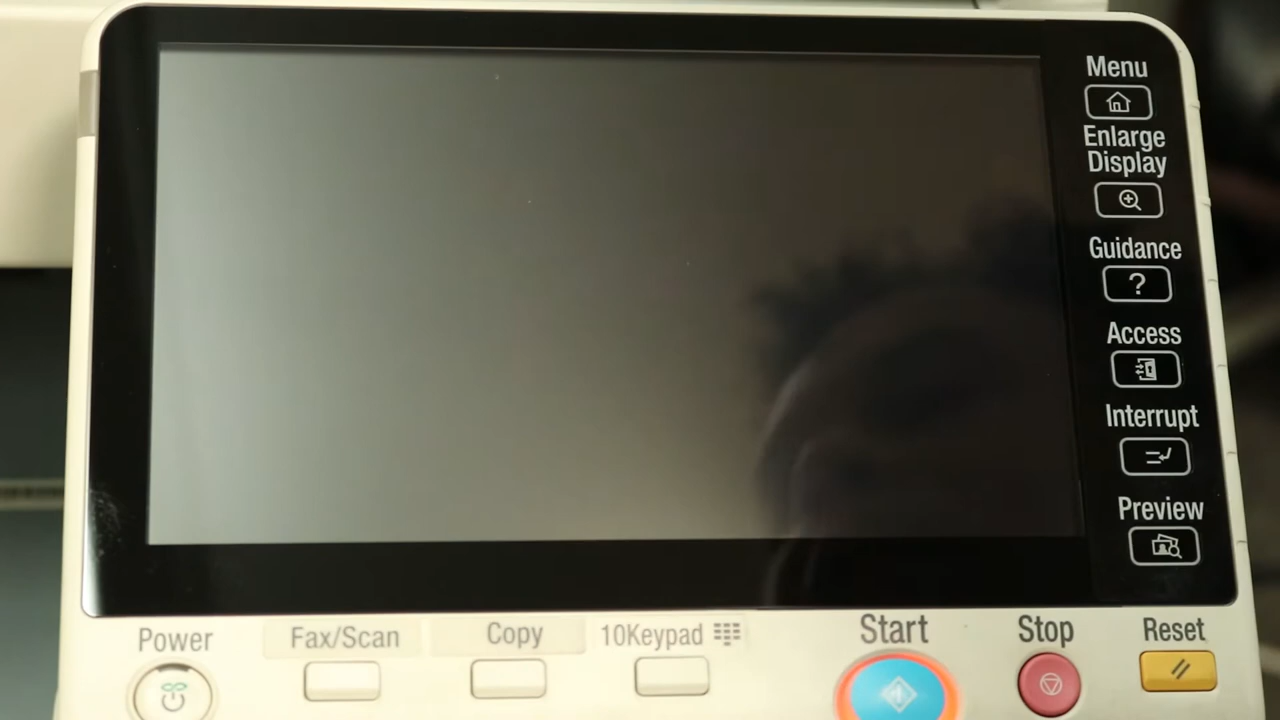 Menu
Enlarge
Display
Guidance
?
Access
Interrupt
Preview
Power
Fax/Scan
Copy
10Keypad
Start
Stop
Reset